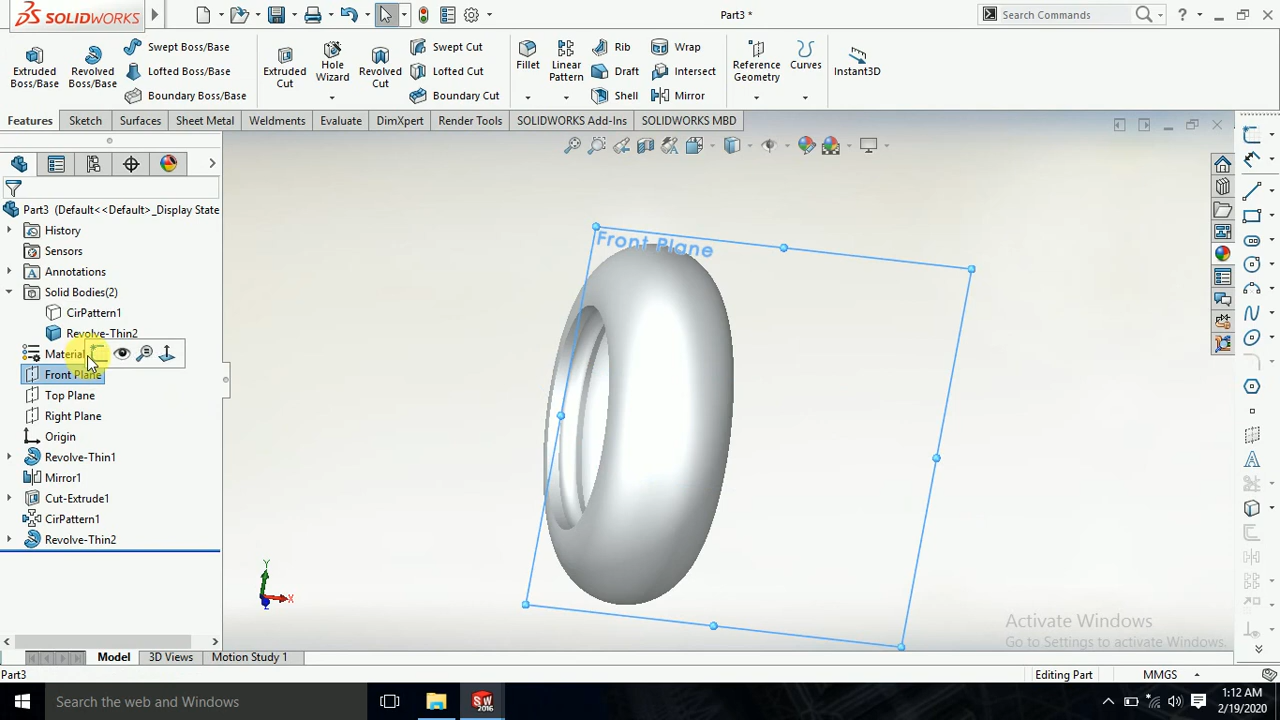 SOLIDWORKS
Part3 *
Search Commands
Extruded Boss/Base
Revolved Boss/Base
Swept Boss/Base
Lofted Boss/Base
Boundary Boss/Base
Extruded Cut
Hole Wizard
Revolved Cut
Swept Cut
Lofted Cut
Boundary Cut
Fillet
Linear Pattern
Rib
Draft
Shell
Wrap
Intersect
Mirror
Reference Geometry
Curves
Instant3D
Features
Sketch
Surfaces
Sheet Metal
Weldments
Evaluate
DimXpert
Render Tools
SOLIDWORKS Add-Ins
SOLIDWORKS MBD
Part3 (Default<<Default>_Display State
History
Sensors
Annotations
Solid Bodies(2)
CirPattern1
Revolve-Thin2
Material
Front Plane
Top Plane
Right Plane
Origin
Revolve-Thin1
Mirror1
Cut-Extrude1
CirPattern1
Revolve-Thin2
Front Plane
Y
X
Z
Activate Windows
Go to Settings to activate Windows.
Model
3D Views
Motion Study 1
Part3
Editing Part
MMGS
Search the web and Windows
SW
2016
1:12 AM
2/19/2020